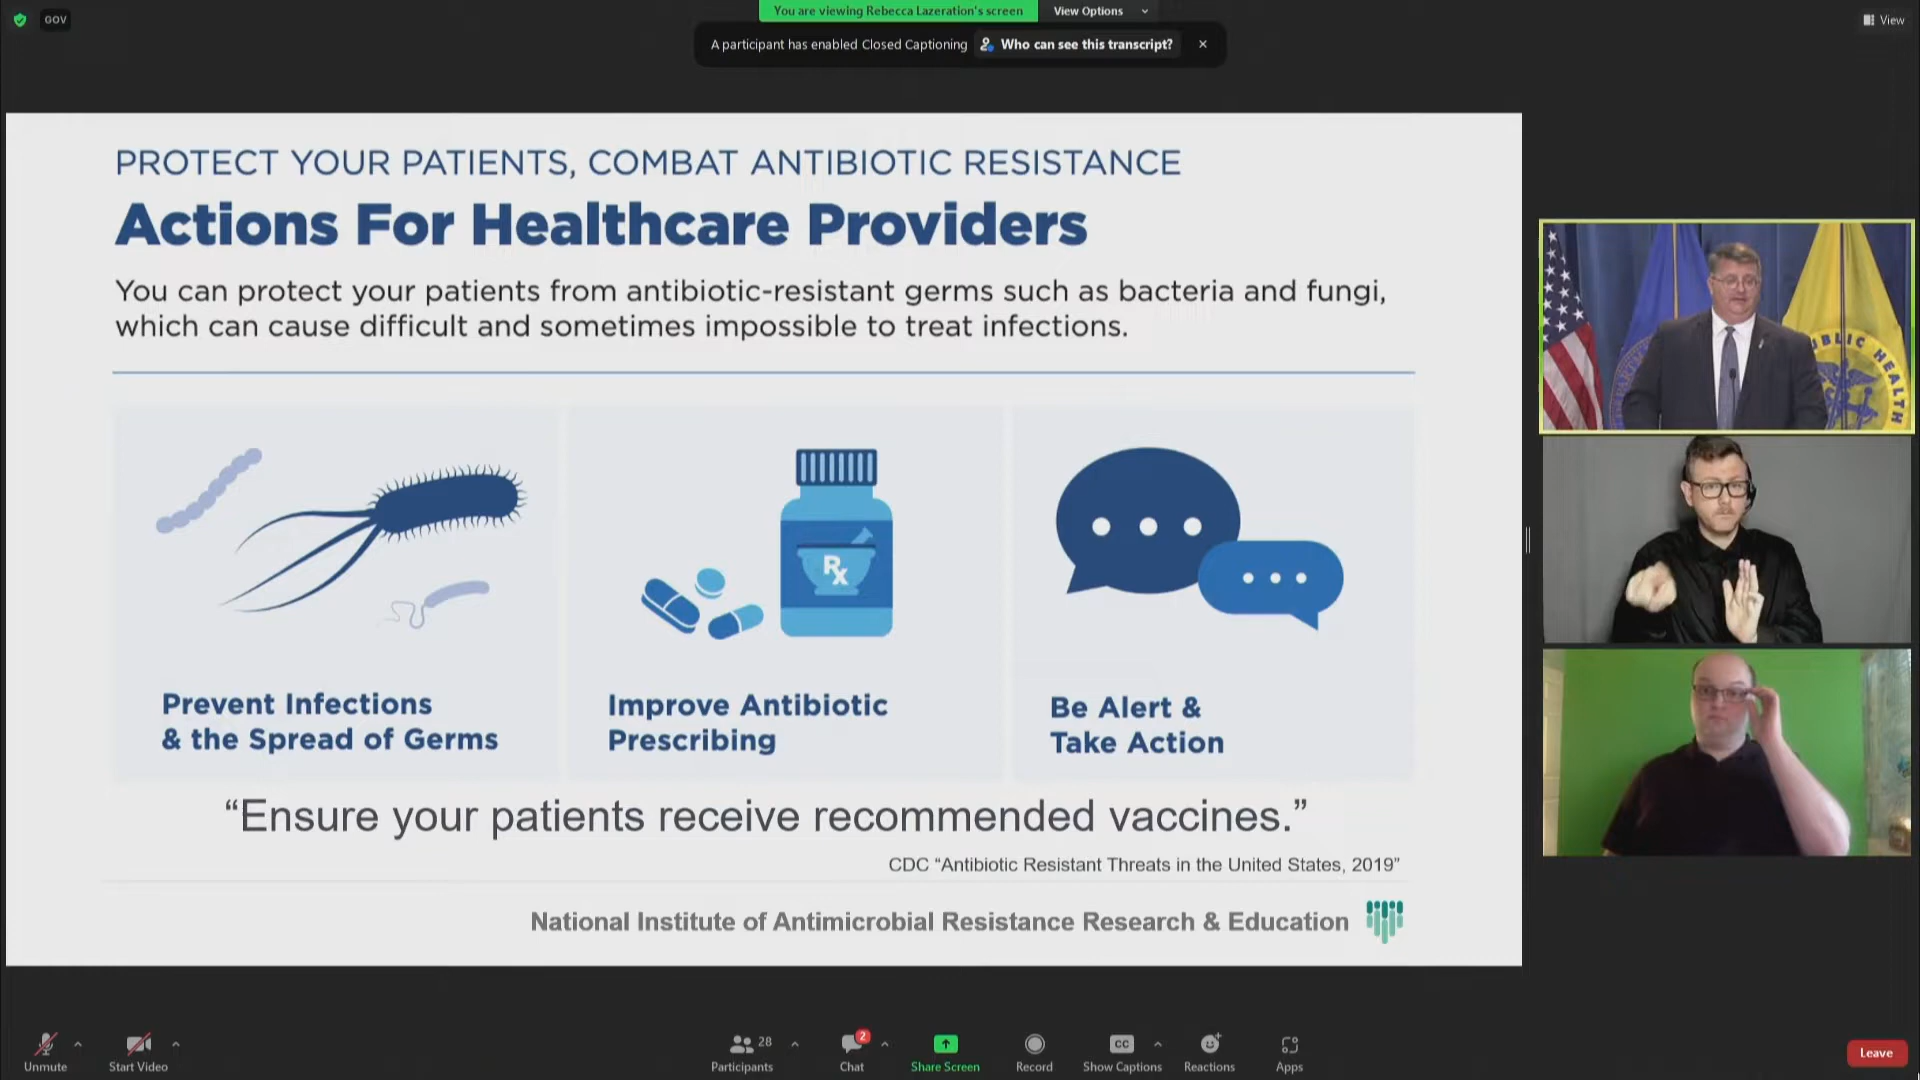 GOV
You are viewing Rebecca Lazeration's screen
View Options
View
A participant has enabled Closed Captioning
Who can see this transcript?
PROTECT YOUR PATIENTS, COMBAT ANTIBIOTIC RESISTANCE
Actions For Healthcare Providers
You can protect your patients from antibiotic-resistant germs such as bacteria and fungi,
which can cause difficult and sometimes impossible to treat infections.
Rx
Prevent Infections
& the Spread of Germs
Improve Antibiotic
Prescribing
Be Alert &
Take Action
“Ensure your patients receive recommended vaccines.”
CDC “Antibiotic Resistant Threats in the United States, 2019”
National Institute of Antimicrobial Resistance Research & Education
UBLIC HEALTH
Unmute
Start Video
28
Participants
2
Chat
Share Screen
Record
CC
Show Captions
Reactions
Apps
Leave